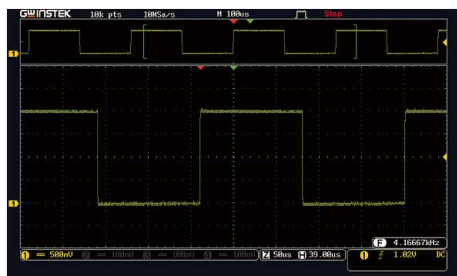 GWINSTEK 10k pts 10MSa/s M 100us Stop
1
1
F 4.16667kHz
1 500mV 2 100mV 3 100mV 4 100mV Z 50us H 39.00us 1 1.02V DC